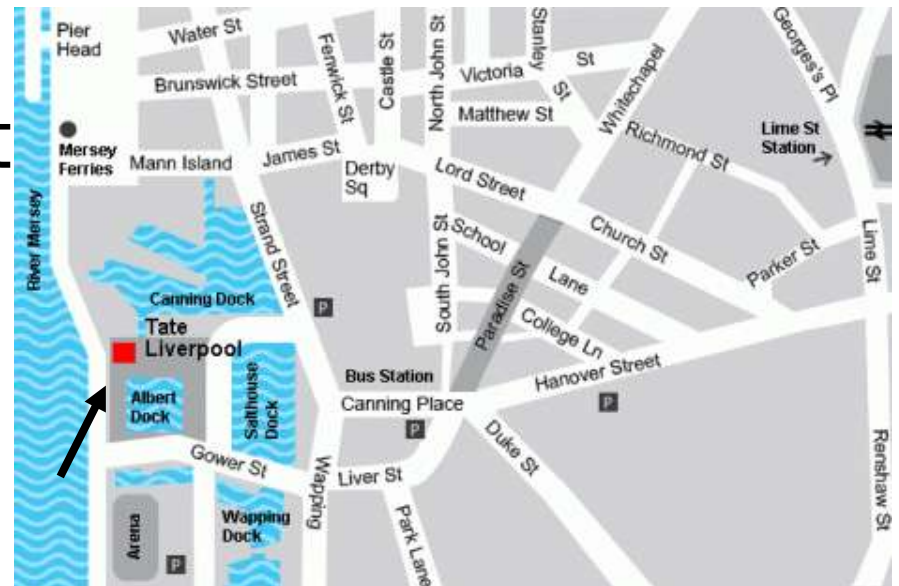 Pier
Head
Water St
Fenwick St
Castle St
North John St
Stanley
St
Victoria
St
Georges's Pl
Brunswick Street
Matthew St
Whitechapel
Richmond St
Lime St
Station
Mersey
Ferries
Mann Island
James St
Derby
Sq
Lord Street
River Mersey
Strand Street
South John St
School
Lane
Church St
Parker St
Lime St
Canning Dock
P
Paradise St
College Ln
Tate
Liverpool
Hanover Street
Bus Station
Canning Place
P
P
Albert
Dock
Salthouse
Dock
Duke St
Renshaw St
Gower St
Wapping
Liver St
Park Lane
Arena
Wapping
Dock
P